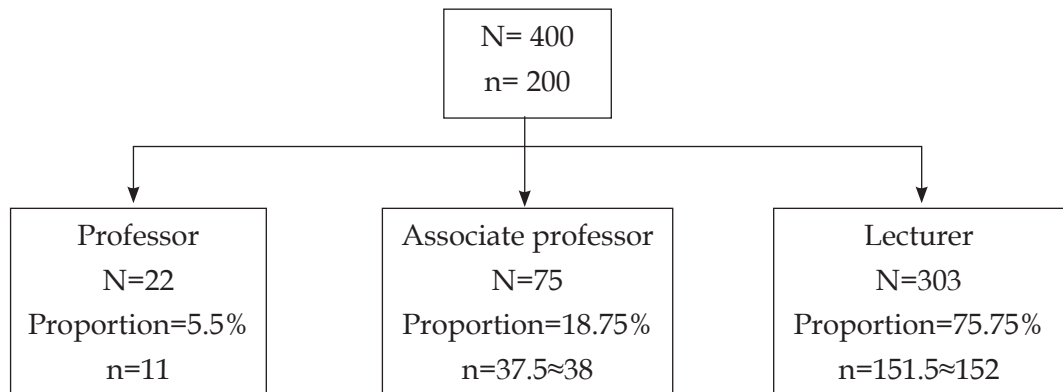 N= 400
n= 200
Professor
N=22
Proportion=5.5%
n=11
Associate professor
N=75
Proportion=18.75%
n=37.5≈38
Lecturer
N=303
Proportion=75.75%
n=151.5≈152